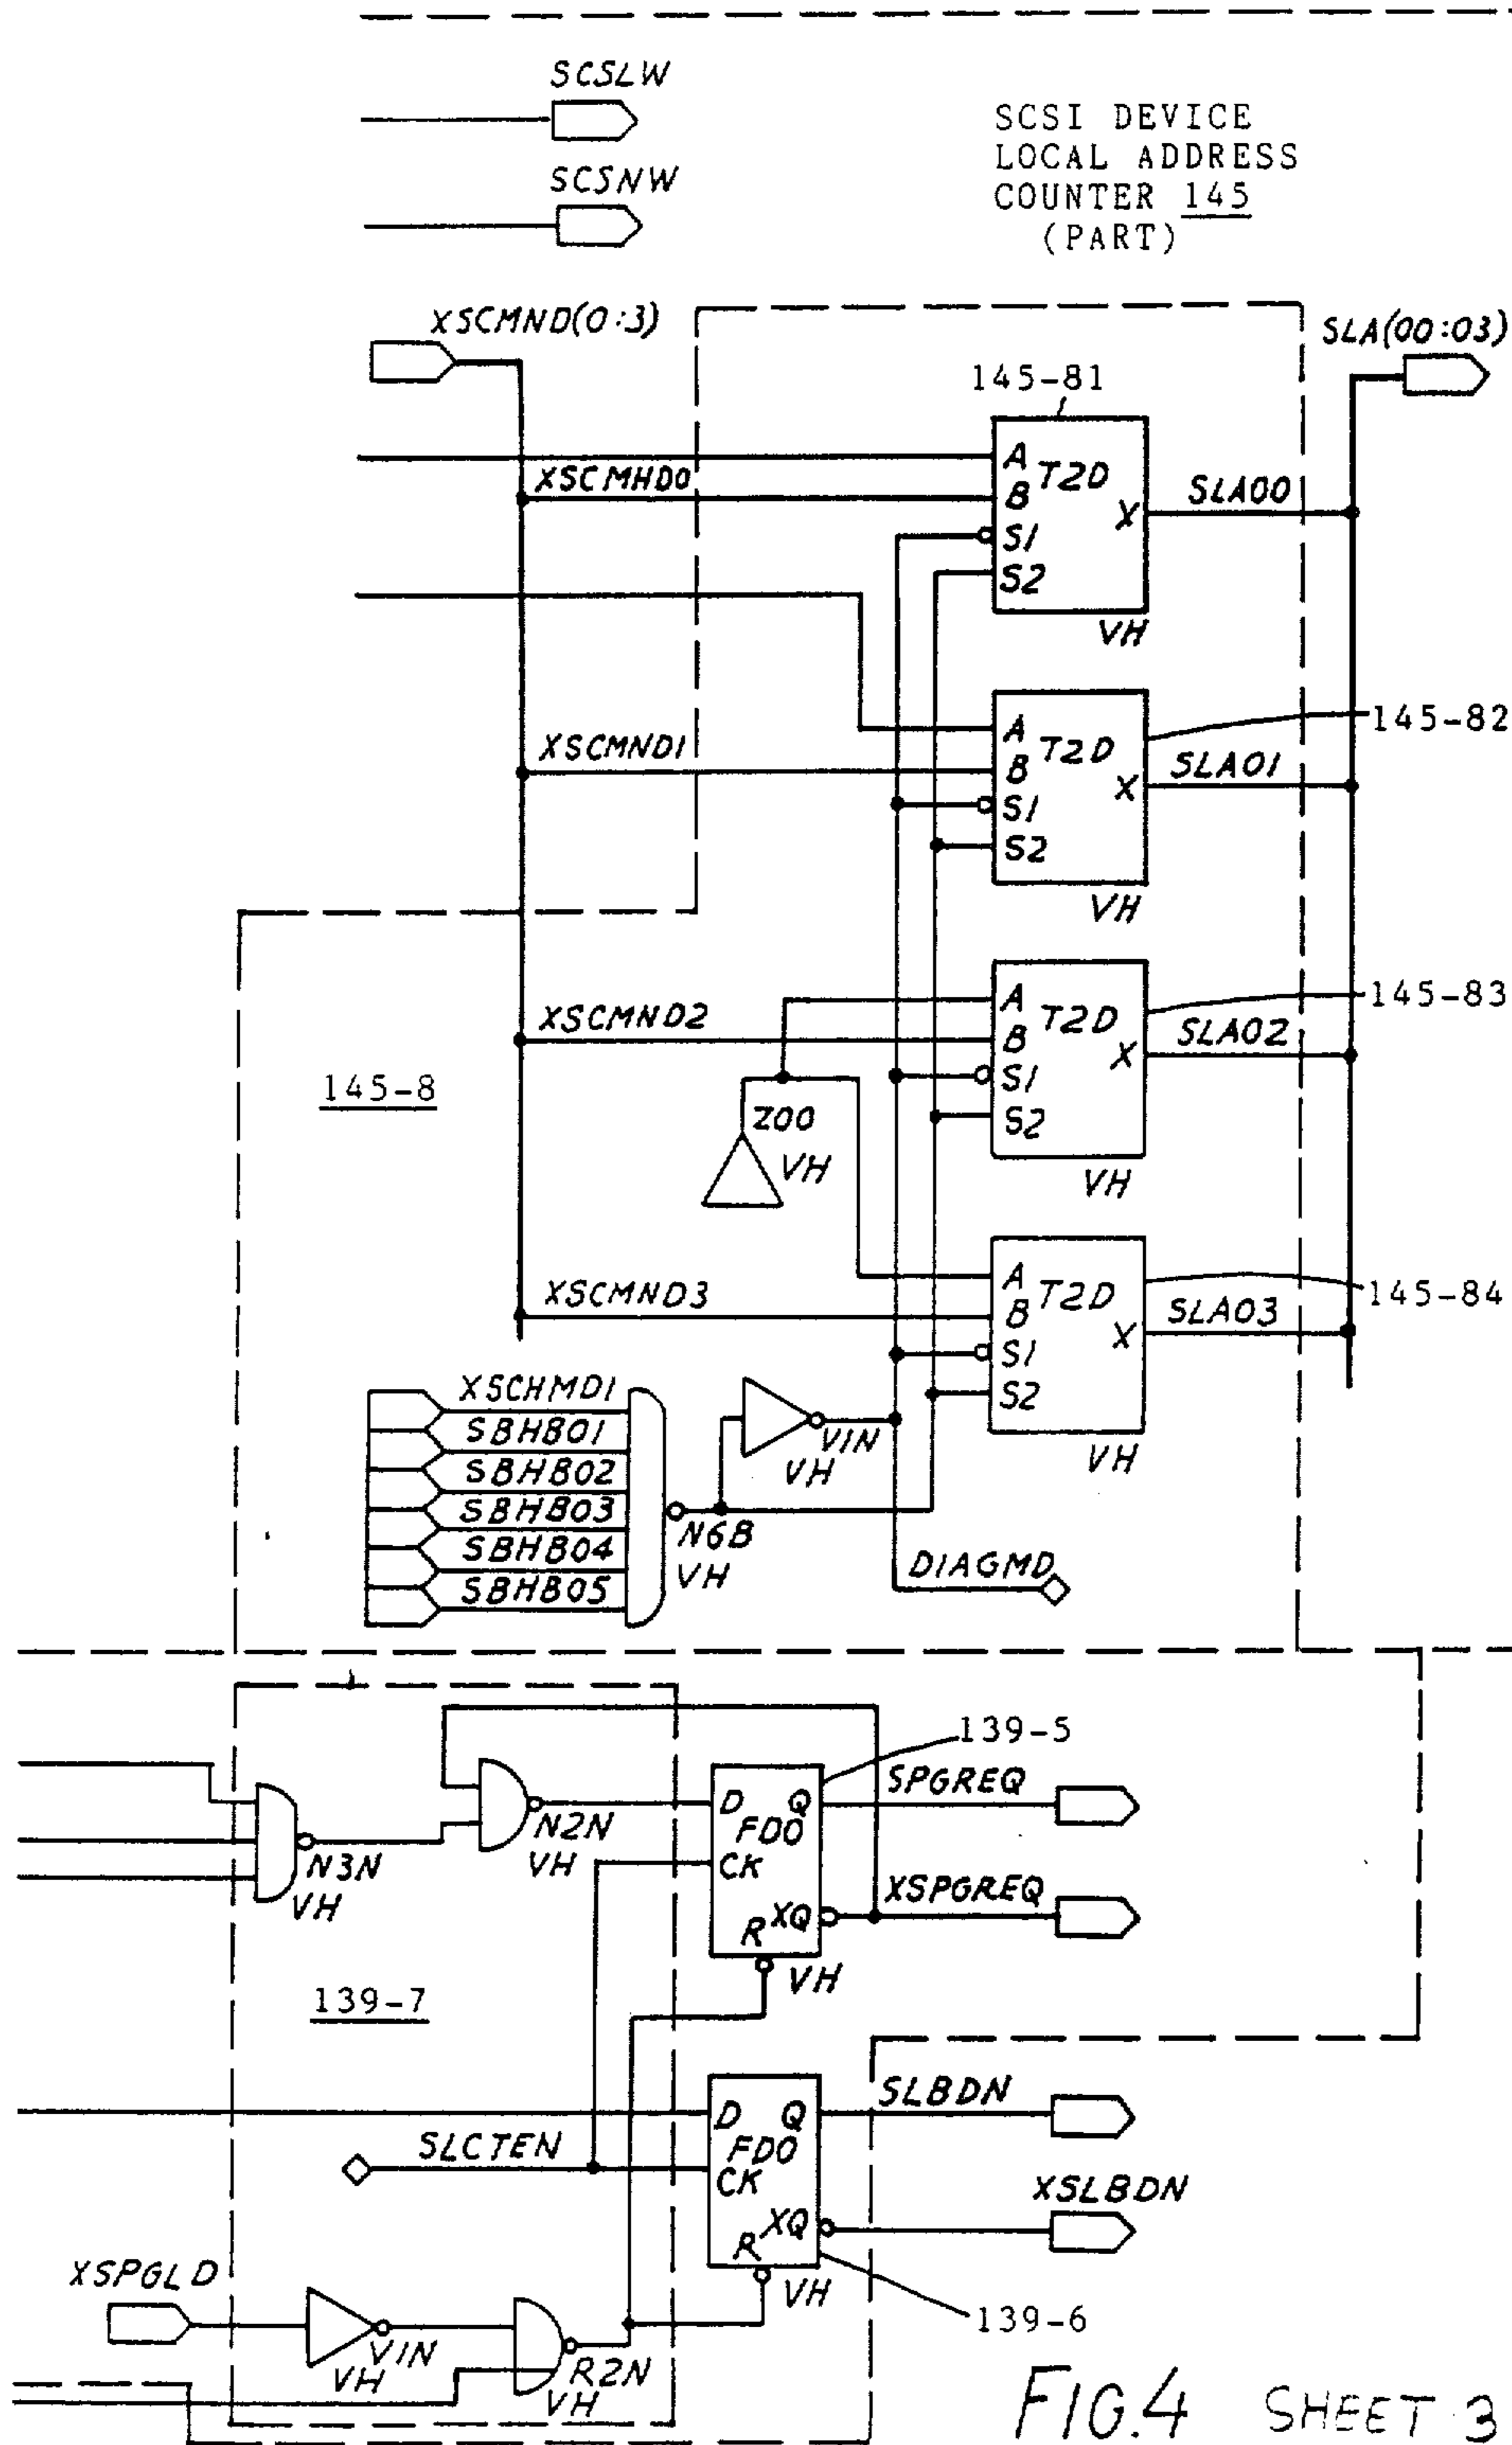 SCSLW
SCSI DEVICE
LOCAL ADDRESS
COUNTER 145
(PART)
SCSNW
XSCMND(0:3)
SLA(00:03)
145-81
A
T2D
XSCMHD0
B
SLA00
X
S1
S2
VH
145-82
A
T2D
XSCMND1
B
SLA01
X
S1
S2
VH
145-83
A
T2D
XSCMND2
B
SLA02
X
S1
145-8
Z00
S2
VH
VH
A
T2D
145-84
XSCMND3
B
SLA03
X
S1
XSCHMD1
S2
SBHB01
VIN
VH
VH
SBHB02
SBHB03
N6B
SBHB04
VH
DIAGMD
SBHB05
139-5
SPGREQ
D Q
N2N
FDO
VH
CK
N3N
XSPGREQ
VH
XQ
R
VH
139-7
SLBDN
D Q
SLCTEN
FDO
CK
XSLBDN
XQ
R
XSPGLD
VH
139-6
VIN
VH
R2N
VH
FIG.4 SHEET 3